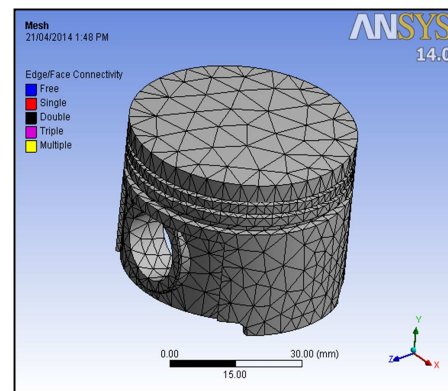 Mesh
21/04/2014 1:48 PM
ANSYS
14.0
Edge/Face Connectivity
Free
Single
Double
Triple
Multiple
0.00 30.00 (mm)
15.00
Y
Z
X